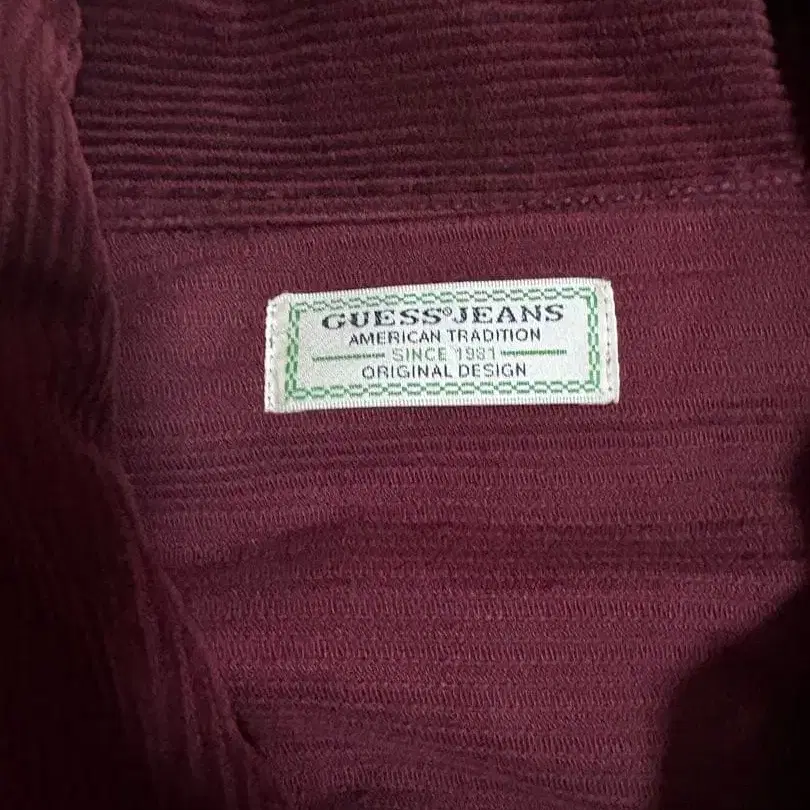 GUESS® JEANS
AMERICAN TRADITION
SINCE 1981
ORIGINAL DESIGN